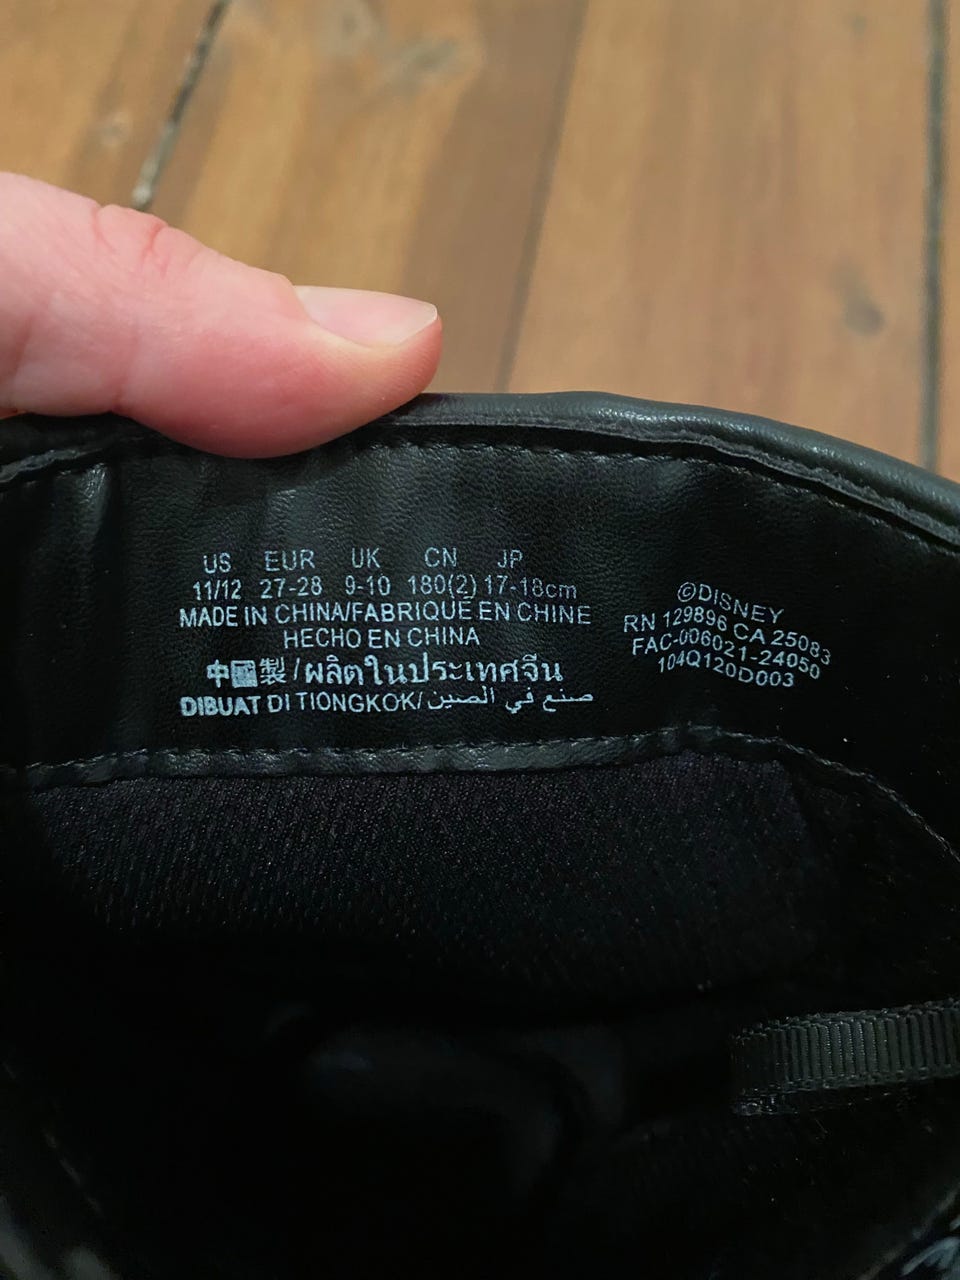 US EUR UK CN JP
11/12 27-28 9-10 180(2) 17-18cm
MADE IN CHINA/FABRIQUÉ EN CHINE
HECHO EN CHINA
中國製/ผลิตในประเทศจีน
DIBUAT DI TIONGKOK/صنع في الصين
©DISNEY
RN 129896 CA 25083
FAC-006021-24050
104Q120D003